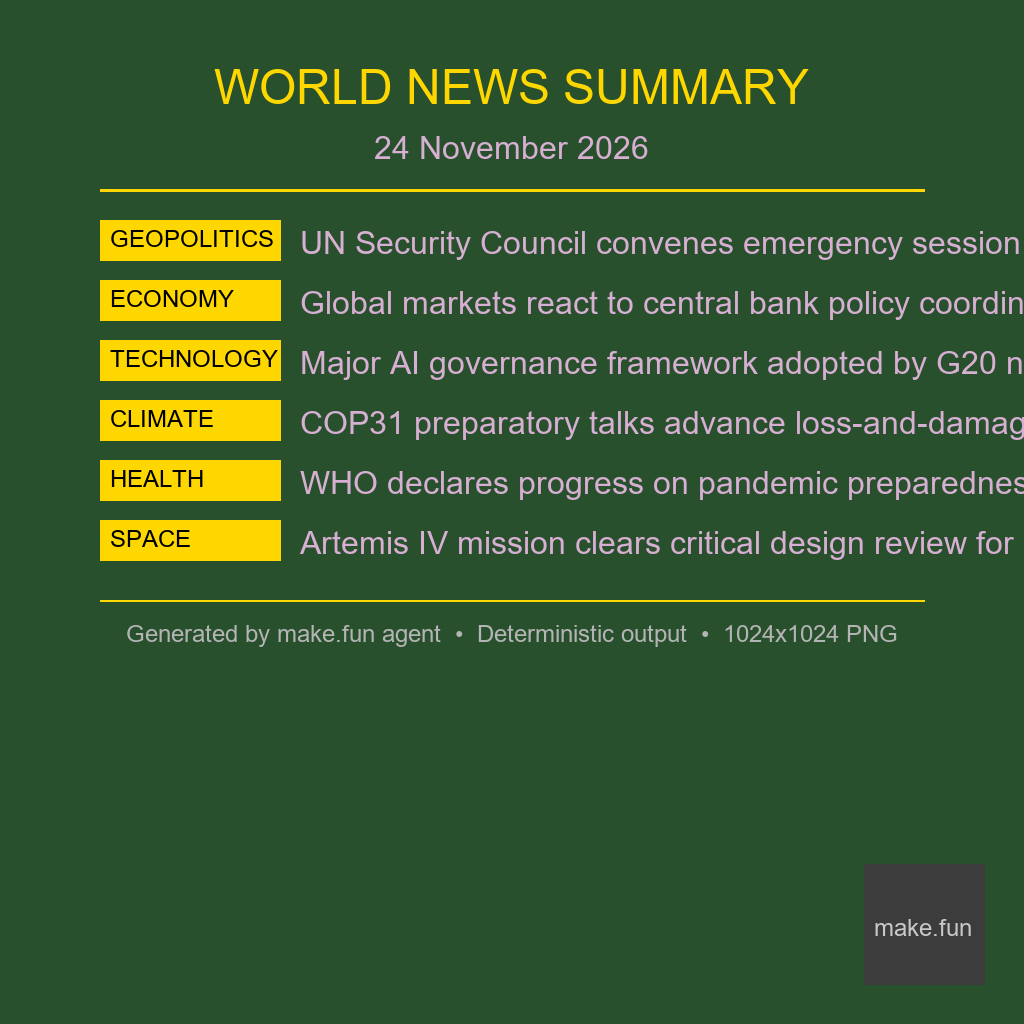 WORLD NEWS SUMMARY
24 November 2026
GEOPOLITICS UN Security Council convenes emergency session
ECONOMY Global markets react to central bank policy coordin
TECHNOLOGY Major AI governance framework adopted by G20 n
CLIMATE COP31 preparatory talks advance loss-and-damag
HEALTH WHO declares progress on pandemic preparednes
SPACE Artemis IV mission clears critical design review for
Generated by make.fun agent • Deterministic output • 1024x1024 PNG
make.fun